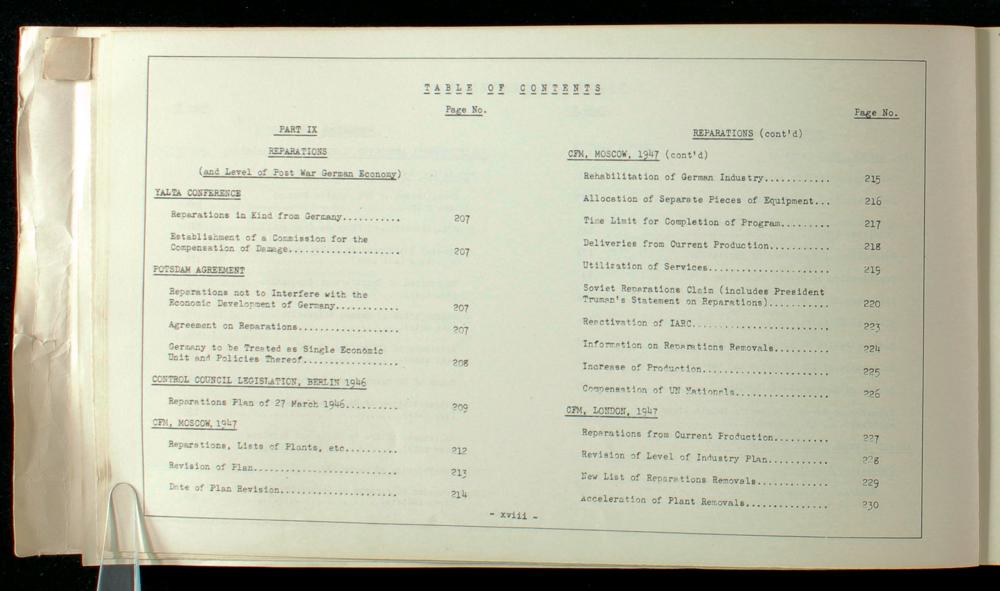 TABLE OF CONTENTS
Page No.
PART IX
REPARATIONS
(and Level of Post War German Economy)
YALTA CONFERENCE
Reparations in Kind from Germany........... 207
Establishment of a Commission for the
Compensation of Damage..................... 207
POTSDAM AGREEMENT
Reparations not to Interfere with the
Economic Development of Germany............ 207
Agreement on Reparations................... 207
Germany to be Treated as Single Economic
Unit and Policies Thereof.................. 208
CONTROL COUNCIL LEGISLATION, BERLIN 1946
Reparations Plan of 27 March 1946.......... 209
CFM, MOSCOW, 1947
Reparations, Lists of Plants, etc.......... 212
Revision of Plan........................... 213
Date of Plan Revision...................... 214
Page No.
REPARATIONS (cont'd)
CFM, MOSCOW, 1947 (cont'd)
Rehabilitation of German Industry............ 215
Allocation of Separate Pieces of Equipment... 216
Time Limit for Completion of Program......... 217
Deliveries from Current Production........... 218
Utilization of Services...................... 219
Soviet Reparations Claim (includes President
Truman's Statement on Reparations)........... 220
Reactivation of IARC......................... 223
Information on Reparations Removals.......... 224
Increase of Production....................... 225
Compensation of UN Nationals................. 226
CFM, LONDON, 1947
Reparations from Current Production.......... 227
Revision of Level of Industry Plan........... 228
New List of Reparations Removals............. 229
Acceleration of Plant Removals............... 230
- xviii -